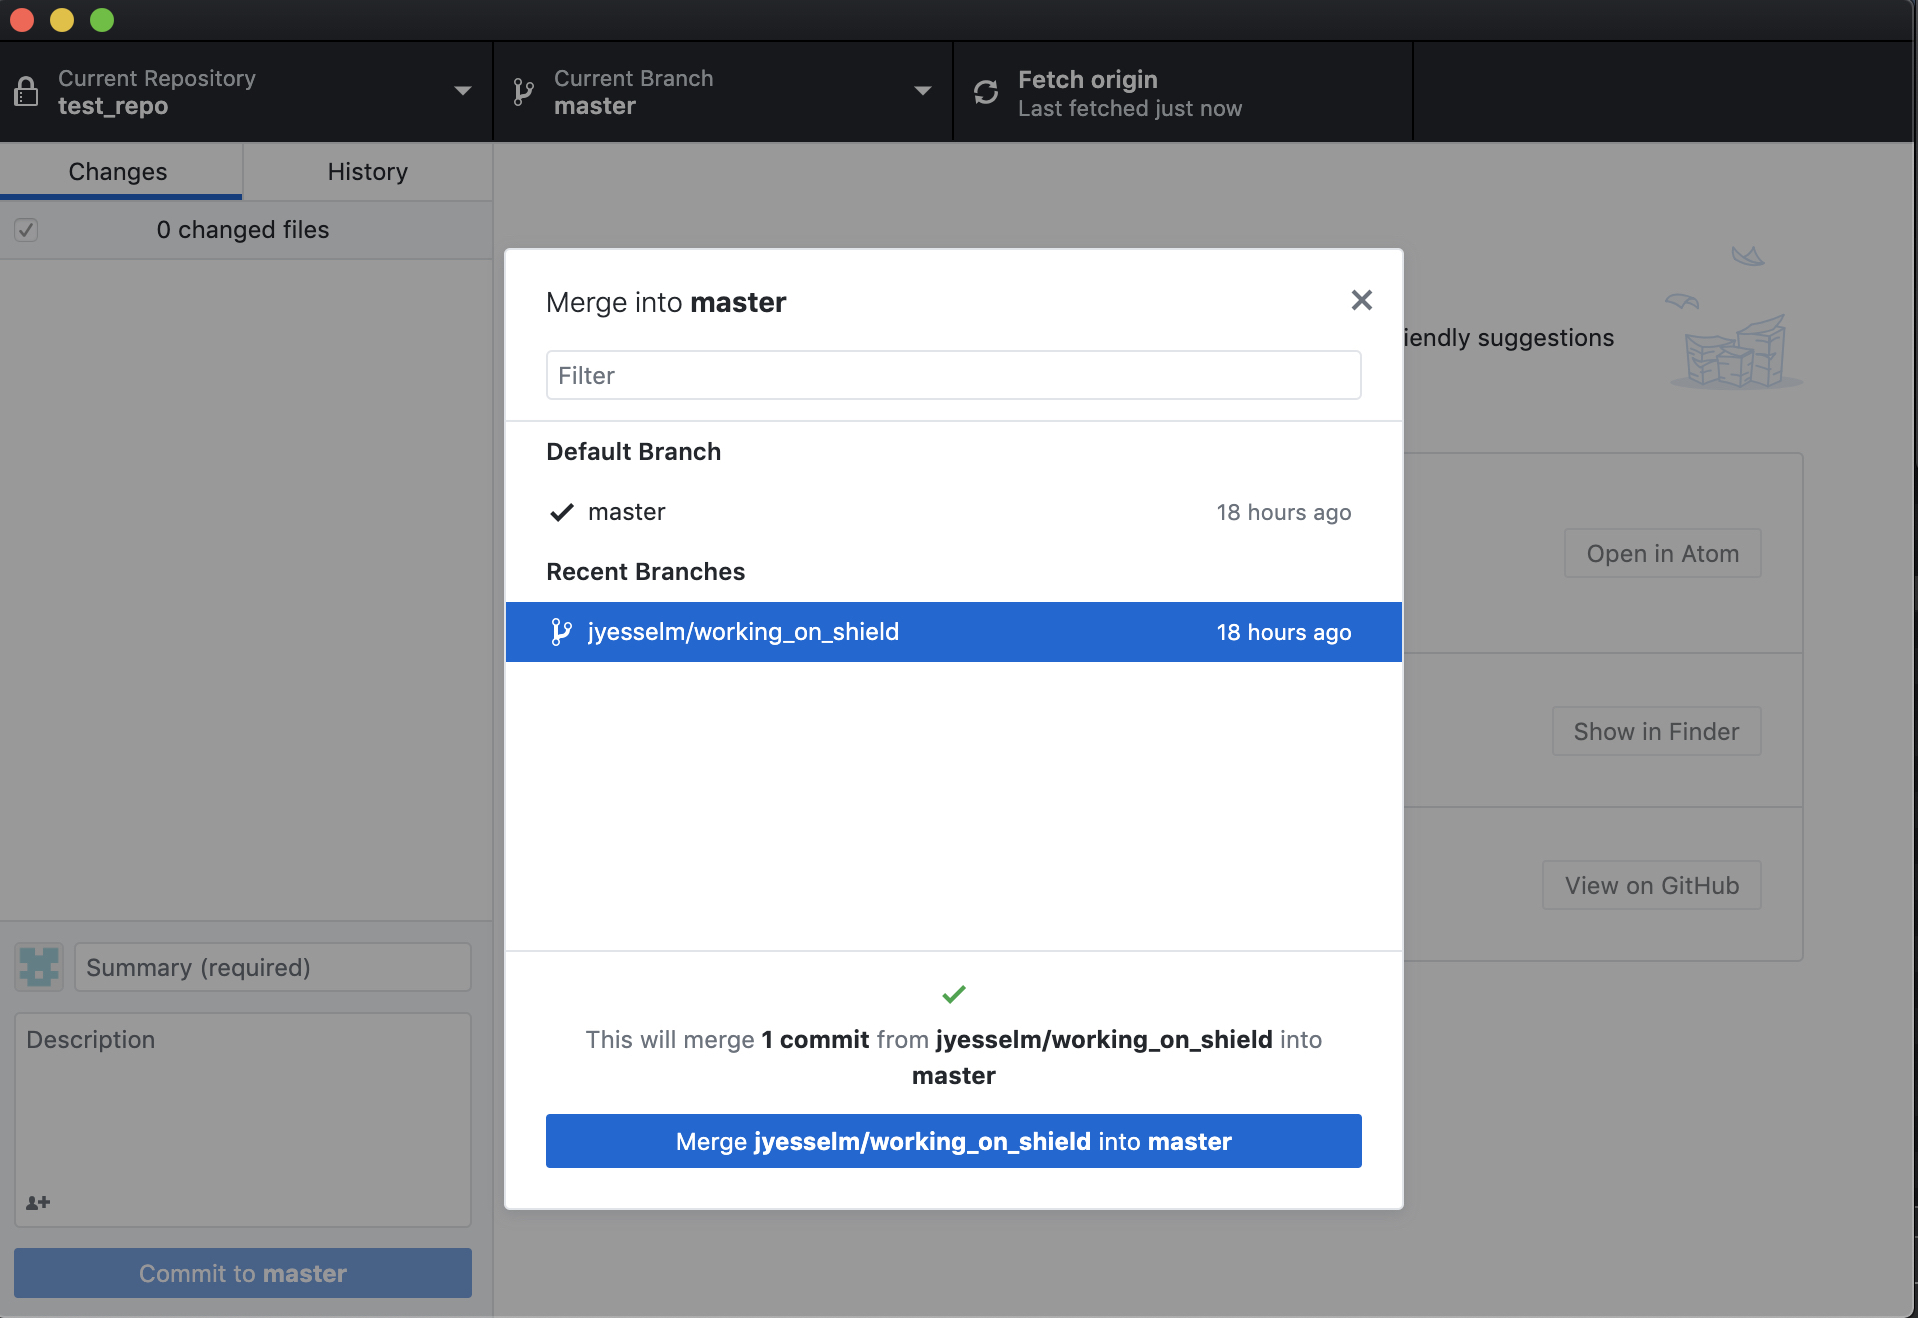 Current Repository
test_repo
Current Branch
master
Fetch origin
Last fetched just now
Changes
History
0 changed files
Merge into master
iendly suggestions
Filter
Default Branch
master
18 hours ago
Open in Atom
Recent Branches
jyesselm/working_on_shield
18 hours ago
Show in Finder
View on GitHub
Summary (required)
Description
This will merge 1 commit from jyesselm/working_on_shield into
master
Merge jyesselm/working_on_shield into master
Commit to master